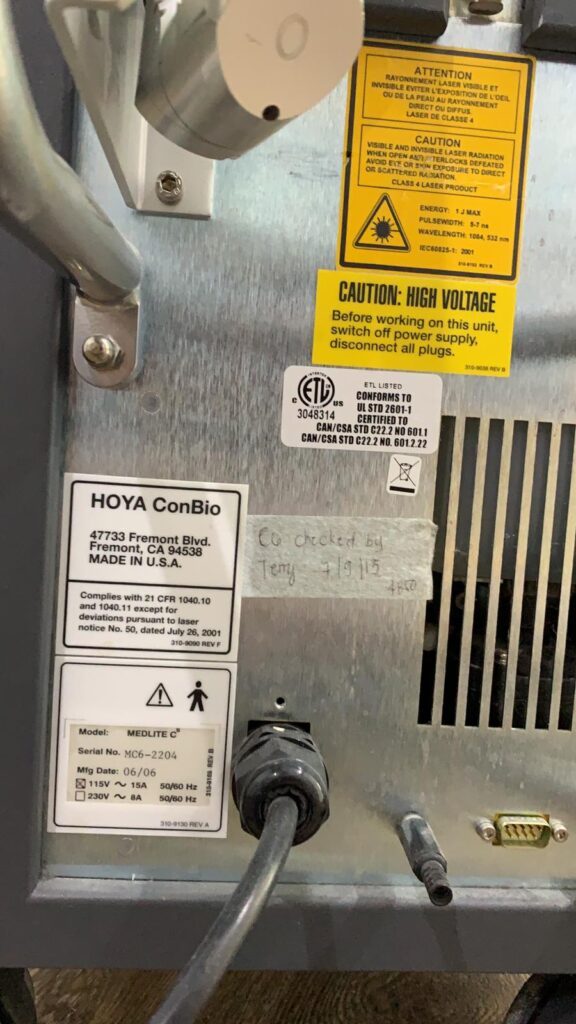 ATTENTION
RAYONNEMENT LASER VISIBLE ET
INVISIBLE EVITER L'EXPOSITION DE L'OEIL
OU DE LA PEAU AU RAYONNEMENT
DIRECT OU DIFFUS.
LASER DE CLASSE 4
CAUTION
VISIBLE AND INVISIBLE LASER RADIATION
WHEN OPEN AND INTERLOCKS DEFEATED
AVOID EYE OR SKIN EXPOSURE TO DIRECT
OR SCATTERED RADIATION.
CLASS 4 LASER PRODUCT
ENERGY: 1 J MAX
PULSEWIDTH: 5-7 ns
WAVELENGTH: 1064, 532 nm
IEC60825-1: 2001
CAUTION: HIGH VOLTAGE
Before working on this unit,
switch off power supply,
disconnect all plugs.
310-9038 REV B
ETL LISTED
CONFORMS TO
UL STD 2601-1
CERTIFIED TO
CAN/CSA STD C22.2 NO 601.1
CAN/CSA STD C22.2 NO. 601.2.22
INTERTEK
C ETL US
3048314
HOYA ConBio
47733 Fremont Blvd.
Fremont, CA 94538
MADE IN U.S.A.
Complies with 21 CFR 1040.10
and 1040.11 except for
deviations pursuant to laser
notice No. 50, dated July 26, 2001
310-9090 REV F
checked by
Terry 7/9/15
Model: MEDLITE C6
Serial No. MC6-2204
Mfg Date: 06/06
115V ~ 15A 50/60 Hz
230V ~ 8A 50/60 Hz
310-9130 REV A